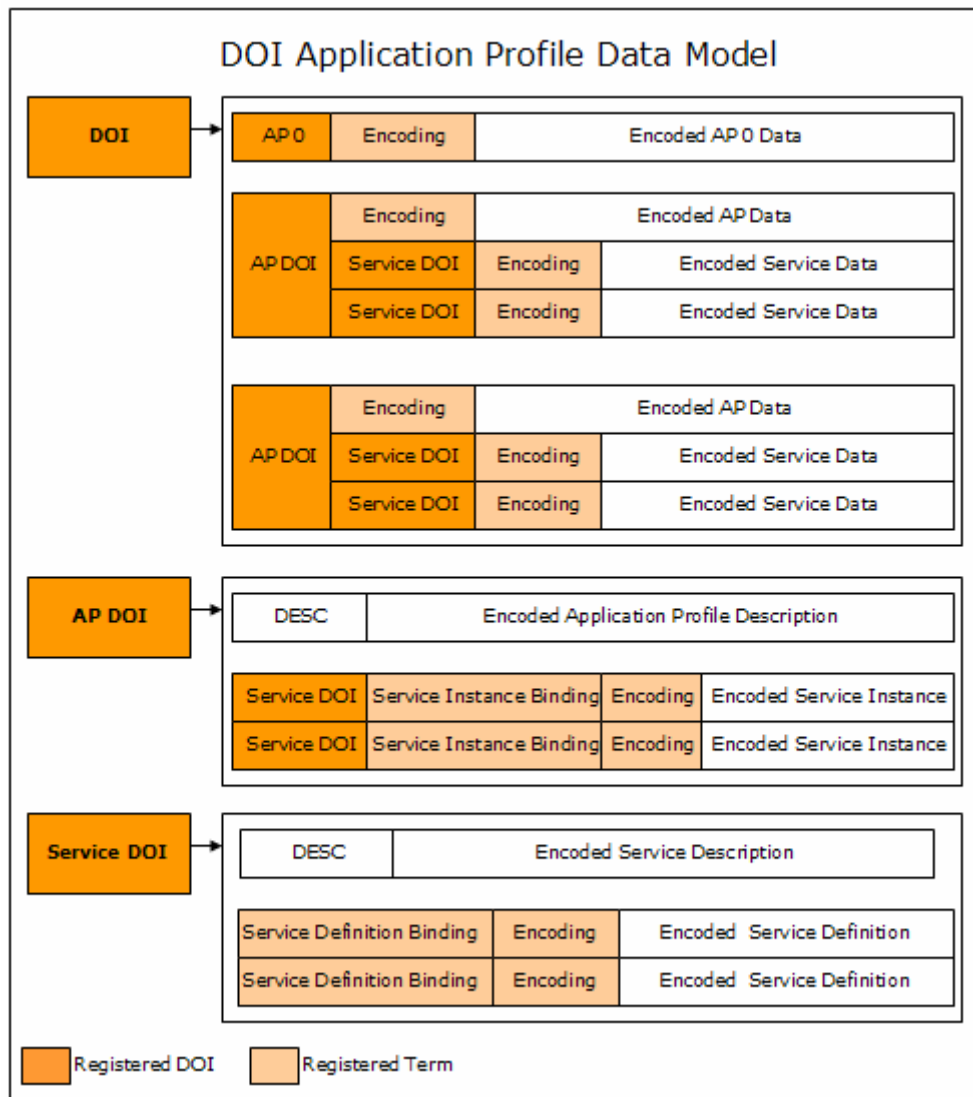 DOI Application Profile Data Model
DOI
AP 0 Encoding Encoded AP 0 Data
Encoding Encoded AP Data
AP DOI Service DOI Encoding Encoded Service Data
Service DOI Encoding Encoded Service Data
Encoding Encoded AP Data
AP DOI Service DOI Encoding Encoded Service Data
Service DOI Encoding Encoded Service Data
AP DOI
DESC Encoded Application Profile Description
Service DOI Service Instance Binding Encoding Encoded Service Instance
Service DOI Service Instance Binding Encoding Encoded Service Instance
Service DOI
DESC Encoded Service Description
Service Definition Binding Encoding Encoded Service Definition
Service Definition Binding Encoding Encoded Service Definition
Registered DOI Registered Term